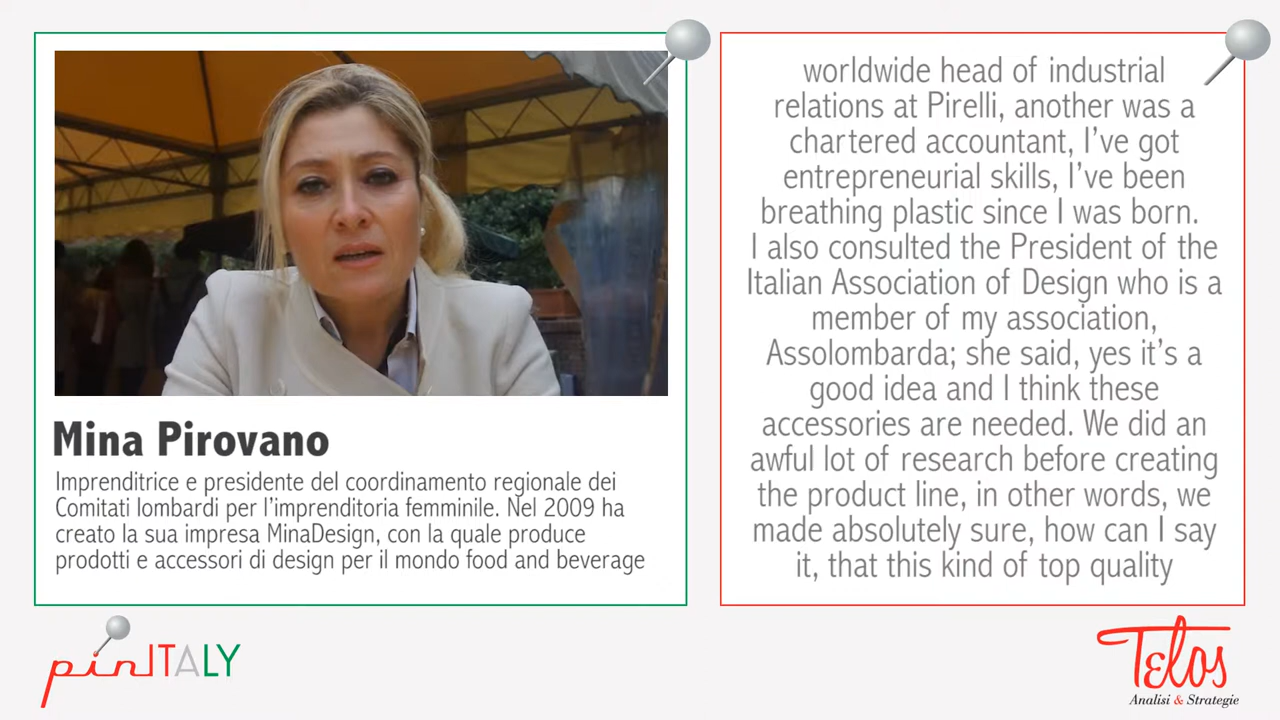 Mina Pirovano
Imprenditrice e presidente del coordinamento regionale dei
Comitati lombardi per l'imprenditoria femminile. Nel 2009 ha
creato la sua impresa MinaDesign, con la quale produce
prodotti e accessori di design per il mondo food and beverage
worldwide head of industrial
relations at Pirelli, another was a
chartered accountant, I've got
entrepreneurial skills, I've been
breathing plastic since I was born.
I also consulted the President of the
Italian Association of Design who is a
member of my association,
Assolombarda; she said, yes it's a
good idea and I think these
accessories are needed. We did an
awful lot of research before creating
the product line, in other words, we
made absolutely sure, how can I say
it, that this kind of top quality
pinITALY
Telos
Analisi & Strategie